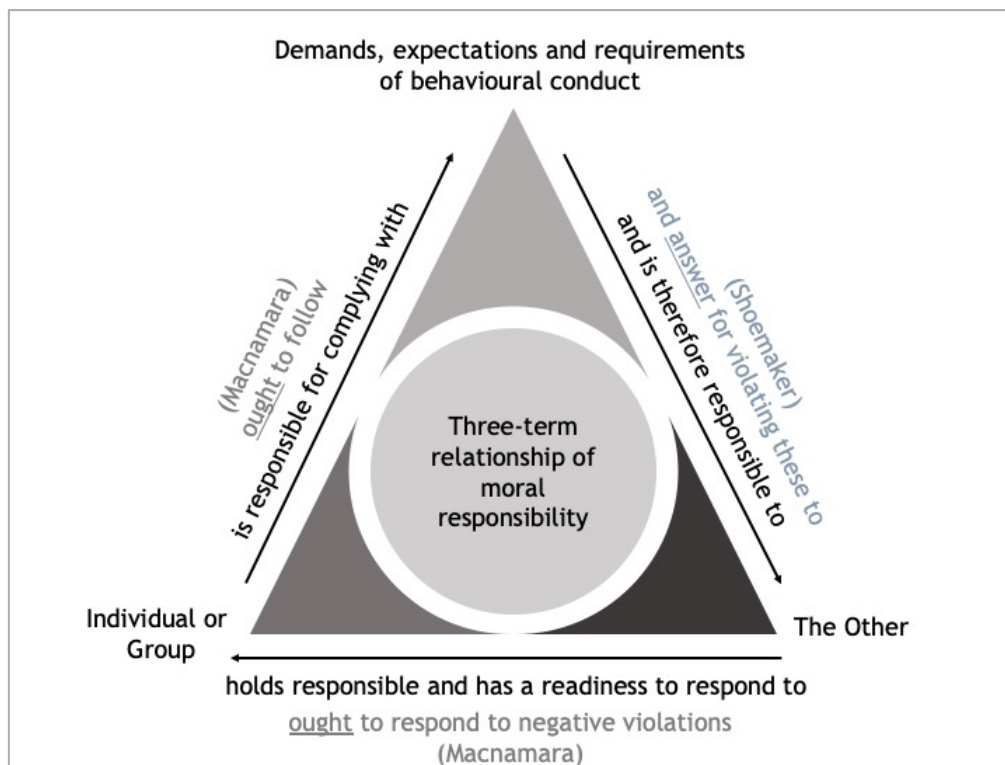 Demands, expectations and requirements
of behavioural conduct
(Macnamara)
ought to follow
is responsible for complying with
(Shoemaker)
and answer for violating these to
and is therefore responsible to
Three-term
relationship of
moral
responsibility
Individual or
Group
The Other
holds responsible and has a readiness to respond to
ought to respond to negative violations
(Macnamara)